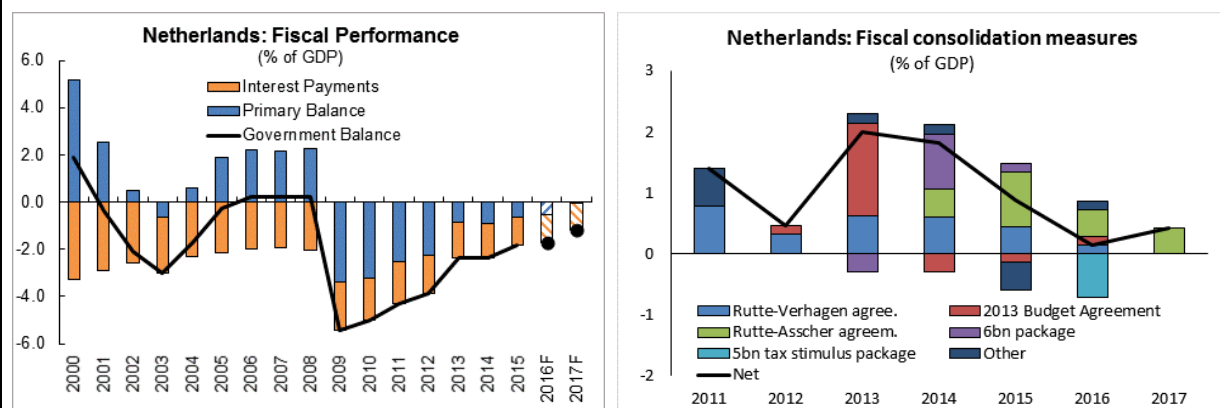 Netherlands: Fiscal Performance
(% of GDP)
6.0
4.0
2.0
0.0
-2.0
-4.0
-6.0
Interest Payments
Primary Balance
Government Balance
2000 2001 2002 2003 2004 2005 2006 2007 2008 2009 2010 2011 2012 2013 2014 2015 2016F 2017F
Netherlands: Fiscal consolidation measures
(% of GDP)
3
2
1
0
-1
-2
Rutte-Verhagen agree. 2013 Budget Agreement
Rutte-Asscher agreem. 6bn package
5bn tax stimulus package Other
Net
2011 2012 2013 2014 2015 2016 2017